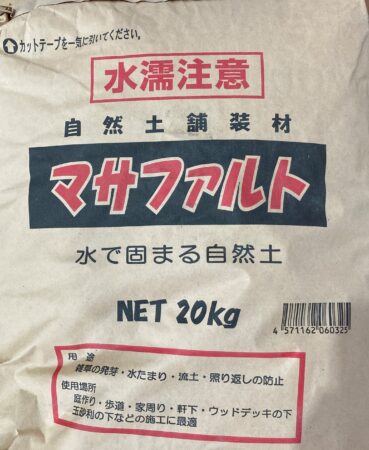 カットテープを一気に引いてください。
水濡注意
自然土舗装材
マサファルト
水で固まる自然土
NET 20kg
4 571162 060325
用途
雑草の発芽・水たまり・流土・照り返しの防止
使用場所
庭作り・歩道・家周り・軒下・ウッドデッキの下
玉砂利の下などの施工に最適